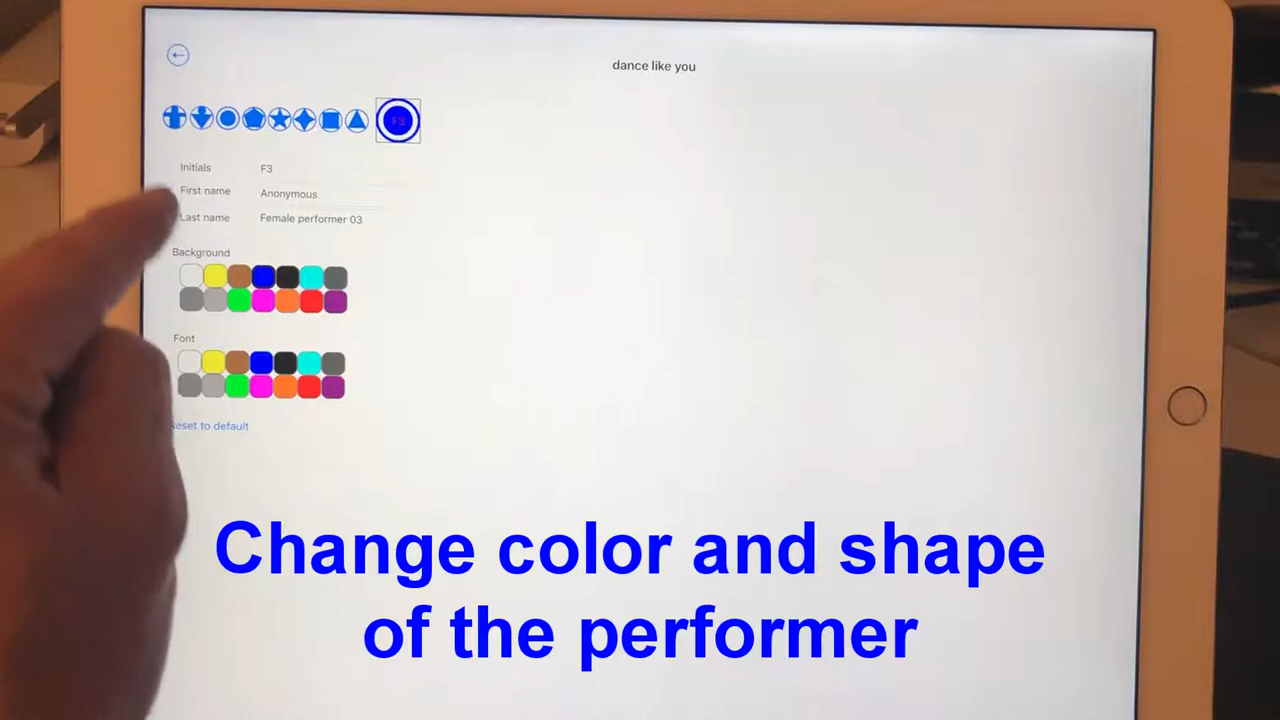 dance like you
F3
Initials F3
First name Anonymous
Last name Female performer 03
Background
Font
Reset to default
Change color and shape
of the performer